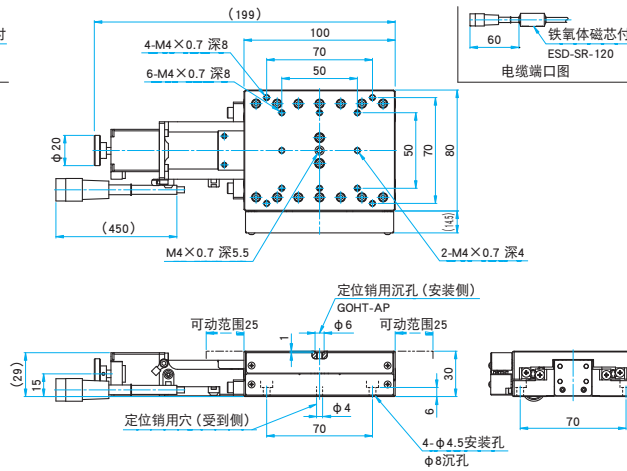 付
(199)
100
4-M4×0.7 深8
70
6-M4×0.7 深8
50
60
铁氧体磁芯付
ESD-SR-120
电缆端口图
φ20
50
70
80
(14.5)
(450)
M4×0.7 深5.5
2-M4×0.7 深4
定位销用沉孔 (安装侧)
GOHT-AP
可动范围25
1
φ6
可动范围25
(29)
15
30
6
定位销用穴 (受到侧)
φ4
70
4-φ4.5安装孔
φ8沉孔
70